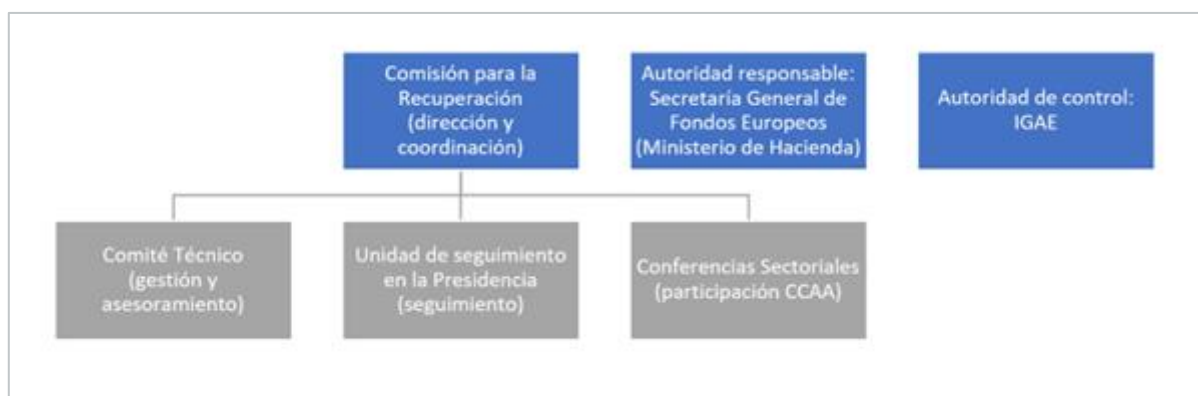 Comisión para la
Recuperación
(dirección y
coordinación)
Autoridad responsable:
Secretaría General de
Fondos Europeos
(Ministerio de Hacienda)
Autoridad de control:
IGAE
Comité Técnico
(gestión y
asesoramiento)
Unidad de seguimiento
en la Presidencia
(seguimiento)
Conferencias Sectoriales
(participación CCAA)